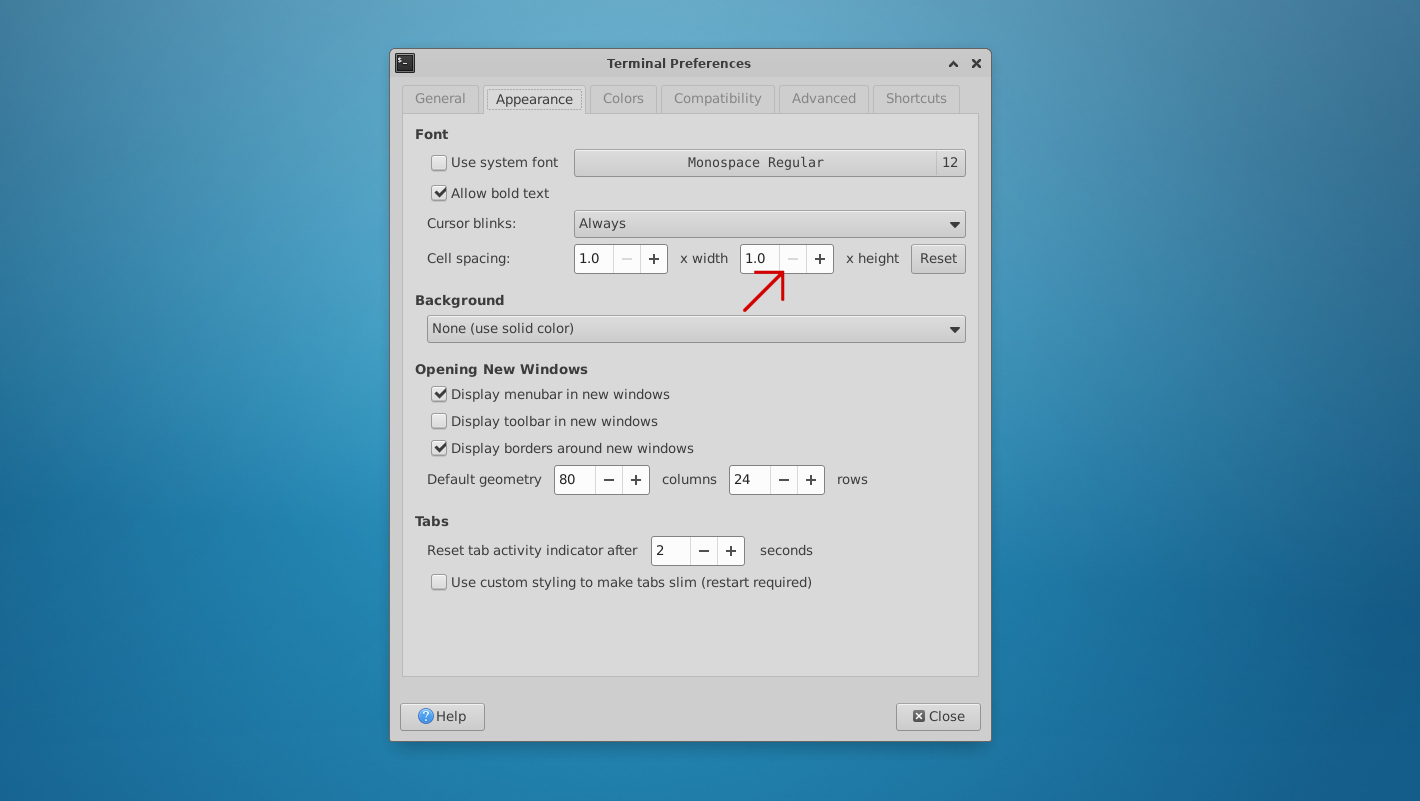 Terminal Preferences
General Appearance Colors Compatibility Advanced Shortcuts
Font
Use system font Monospace Regular 12
Allow bold text
Cursor blinks: Always
Cell spacing: 1.0 − + x width 1.0 − + x height Reset
Background
None (use solid color)
Opening New Windows
Display menubar in new windows
Display toolbar in new windows
Display borders around new windows
Default geometry 80 − + columns 24 − + rows
Tabs
Reset tab activity indicator after 2 − + seconds
Use custom styling to make tabs slim (restart required)
Help Close